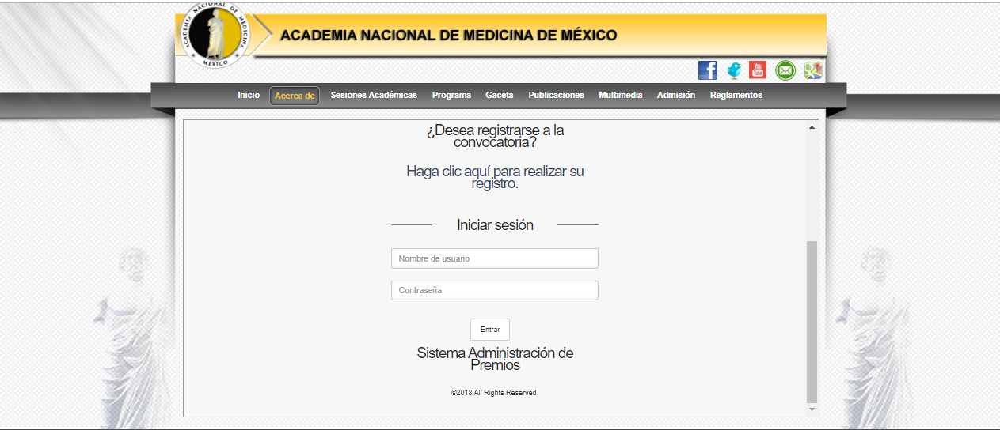 ACADEMIA NACIONAL DE MEDICINA
MÉXICO
ACADEMIA NACIONAL DE MEDICINA DE MÉXICO
You
Tube
Inicio Acerca de Sesiones Académicas Programa Gaceta Publicaciones Multimedia Admisión Reglamentos
¿Desea registrarse a la
convocatoria?
Haga clic aquí para realizar su
registro.
Iniciar sesión
Nombre de usuario
Contraseña
Entrar
Sistema Administración de
Premios
©2018 All Rights Reserved.